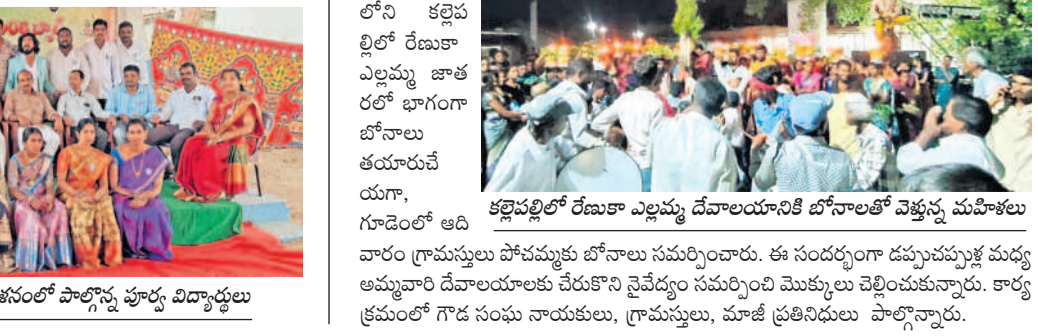 ళనంలో పాల్గొన్న పూర్వ విద్యార్థులు
లోని కల్లెప
ల్లిలో రేణుకా
ఎల్లమ్మ జాత
రలో భాగంగా
బోనాలు
తయారుచే
యగా,
గూడెంలో ఆది
కల్లెపల్లిలో రేణుకా ఎల్లమ్మ దేవాలయానికి బోనాలతో వెళ్తున్న మహిళలు
వారం గ్రామస్తులు పోచమ్మకు బోనాలు సమర్పించారు. ఈ సందర్భంగా డప్పుచప్పుళ్ల మధ్య
అమ్మవారి దేవాలయాలకు చేరుకొని నైవేద్యం సమర్పించి మొక్కులు చెల్లించుకున్నారు. కార్య
క్రమంలో గౌడ సంఘ నాయకులు, గ్రామస్తులు, మాజీ ప్రతినిధులు పాల్గొన్నారు.